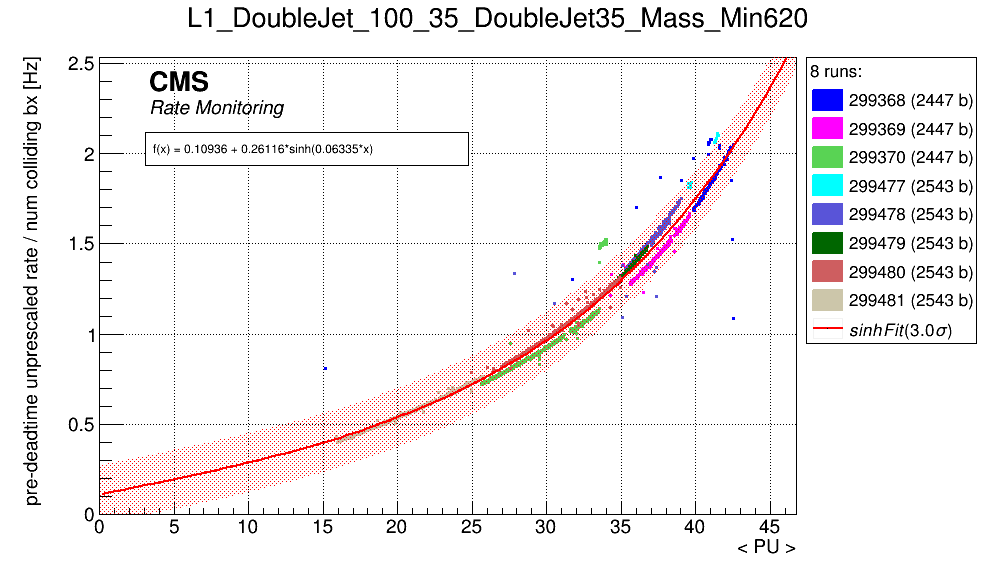 L1_DoubleJet_100_35_DoubleJet35_Mass_Min620
pre-deadtime unprescaled rate / num colliding bx [Hz]
2.5
2
1.5
1
0.5
0
CMS
Rate Monitoring
f(x) = 0.10936 + 0.26116*sinh(0.06335*x)
0 5 10 15 20 25 30 35 40 45
< PU >
8 runs:
299368 (2447 b)
299369 (2447 b)
299370 (2447 b)
299477 (2543 b)
299478 (2543 b)
299479 (2543 b)
299480 (2543 b)
299481 (2543 b)
sinhFit(3.0σ)